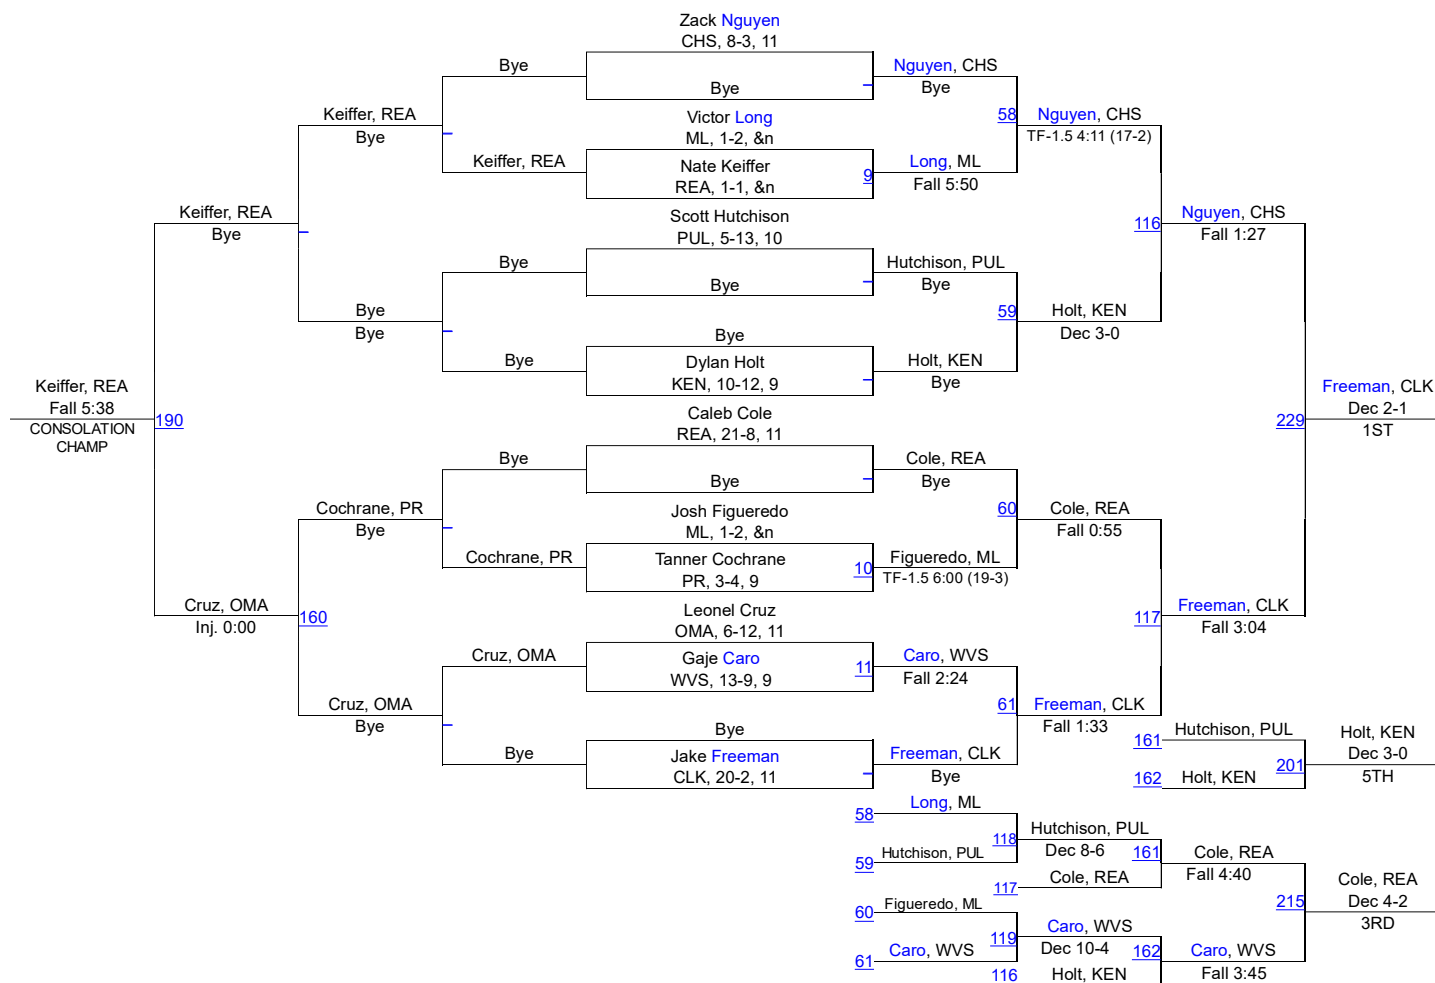 Zack Nguyen
CHS, 8-3, 11
Bye
Nguyen, CHS
Bye
Bye
Victor Long
ML, 1-2, &n
58
Nguyen, CHS
TF-1.5 4:11 (17-2)
Keiffer, REA
Bye
Keiffer, REA
Nate Keiffer
REA, 1-1, &n
9
Long, ML
Fall 5:50
Keiffer, REA
Bye
Scott Hutchison
PUL, 5-13, 10
116
Nguyen, CHS
Fall 1:27
Bye
Bye
Hutchison, PUL
Bye
Bye
Bye
59
Holt, KEN
Dec 3-0
Bye
Bye
Dylan Holt
KEN, 10-12, 9
Holt, KEN
Bye
Keiffer, REA
Fall 5:38
CONSOLATION
CHAMP
190
Caleb Cole
REA, 21-8, 11
229
Freeman, CLK
Dec 2-1
1ST
Bye
Bye
Cole, REA
Bye
Cochrane, PR
Bye
Josh Figueredo
ML, 1-2, &n
60
Cole, REA
Fall 0:55
Cochrane, PR
Tanner Cochrane
PR, 3-4, 9
10
Figueredo, ML
TF-1.5 6:00 (19-3)
Cruz, OMA
Inj. 0:00
160
Leonel Cruz
OMA, 6-12, 11
117
Freeman, CLK
Fall 3:04
Cruz, OMA
Gaje Caro
WVS, 13-9, 9
11
Caro, WVS
Fall 2:24
Cruz, OMA
Bye
61
Freeman, CLK
Fall 1:33
Bye
Bye
Jake Freeman
CLK, 20-2, 11
Freeman, CLK
Bye
161
Hutchison, PUL
162
Holt, KEN
201
Holt, KEN
Dec 3-0
5TH
58
Long, ML
59
Hutchison, PUL
118
Hutchison, PUL
Dec 8-6
117
Cole, REA
161
Cole, REA
Fall 4:40
60
Figueredo, ML
61
Caro, WVS
119
Caro, WVS
Dec 10-4
116
Holt, KEN
162
Caro, WVS
Fall 3:45
215
Cole, REA
Dec 4-2
3RD